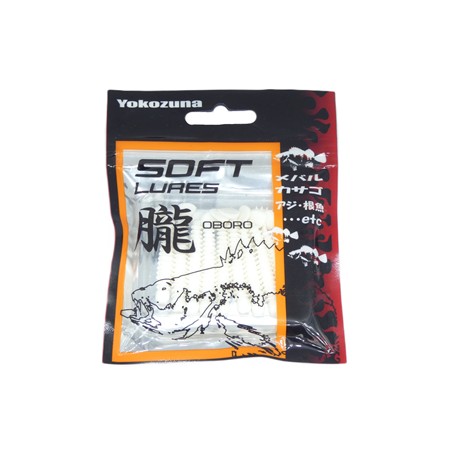 Yokozuna
SOFT
LURES
朧
OBORO
メバル
カサゴ
アジ・根魚
...etc